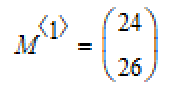 M⟨1⟩ = (24
26)